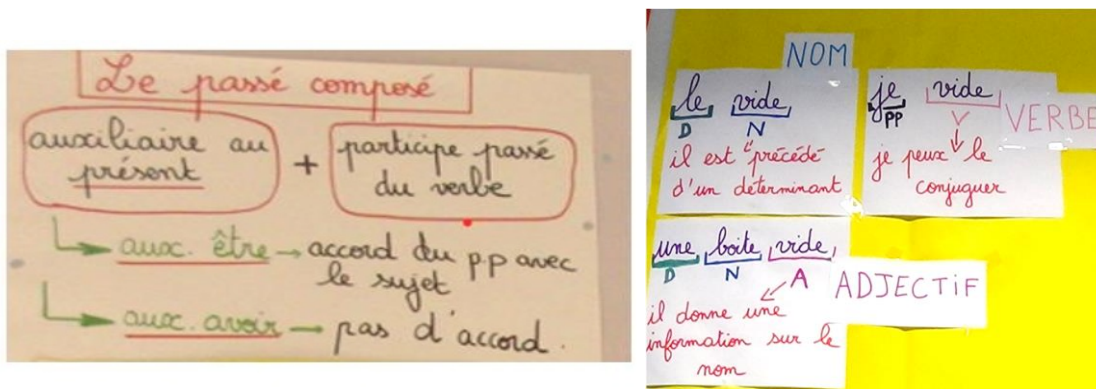 Le passé composé
auxiliaire au
présent
+
participe passé
du verbe
aux. être → accord du p.p avec
le sujet
aux. avoir → pas d'accord.
NOM
le vide
D N
il est précédé
d'un déterminant
je vide
PP V
VERBE
je peux le
conjuguer
une boite vide
D N A
ADJECTIF
il donne une
information sur le
nom